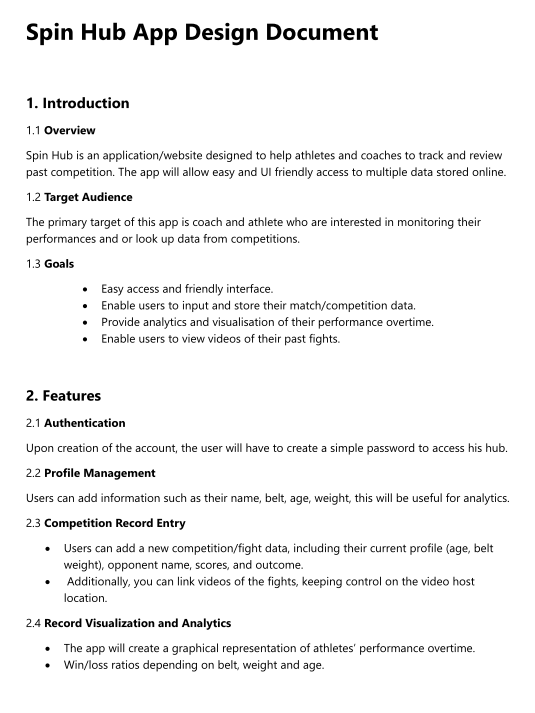 Spin Hub App Design Document
1. Introduction
1.1 Overview
Spin Hub is an application/website designed to help athletes and coaches to track and review
past competition. The app will allow easy and UI friendly access to multiple data stored online.
1.2 Target Audience
The primary target of this app is coach and athlete who are interested in monitoring their
performances and or look up data from competitions.
1.3 Goals
• Easy access and friendly interface.
• Enable users to input and store their match/competition data.
• Provide analytics and visualisation of their performance overtime.
• Enable users to view videos of their past fights.
2. Features
2.1 Authentication
Upon creation of the account, the user will have to create a simple password to access his hub.
2.2 Profile Management
Users can add information such as their name, belt, age, weight, this will be useful for analytics.
2.3 Competition Record Entry
• Users can add a new competition/fight data, including their current profile (age, belt
weight), opponent name, scores, and outcome.
• Additionally, you can link videos of the fights, keeping control on the video host
location.
2.4 Record Visualization and Analytics
• The app will create a graphical representation of athletes' performance overtime.
• Win/loss ratios depending on belt, weight and age.